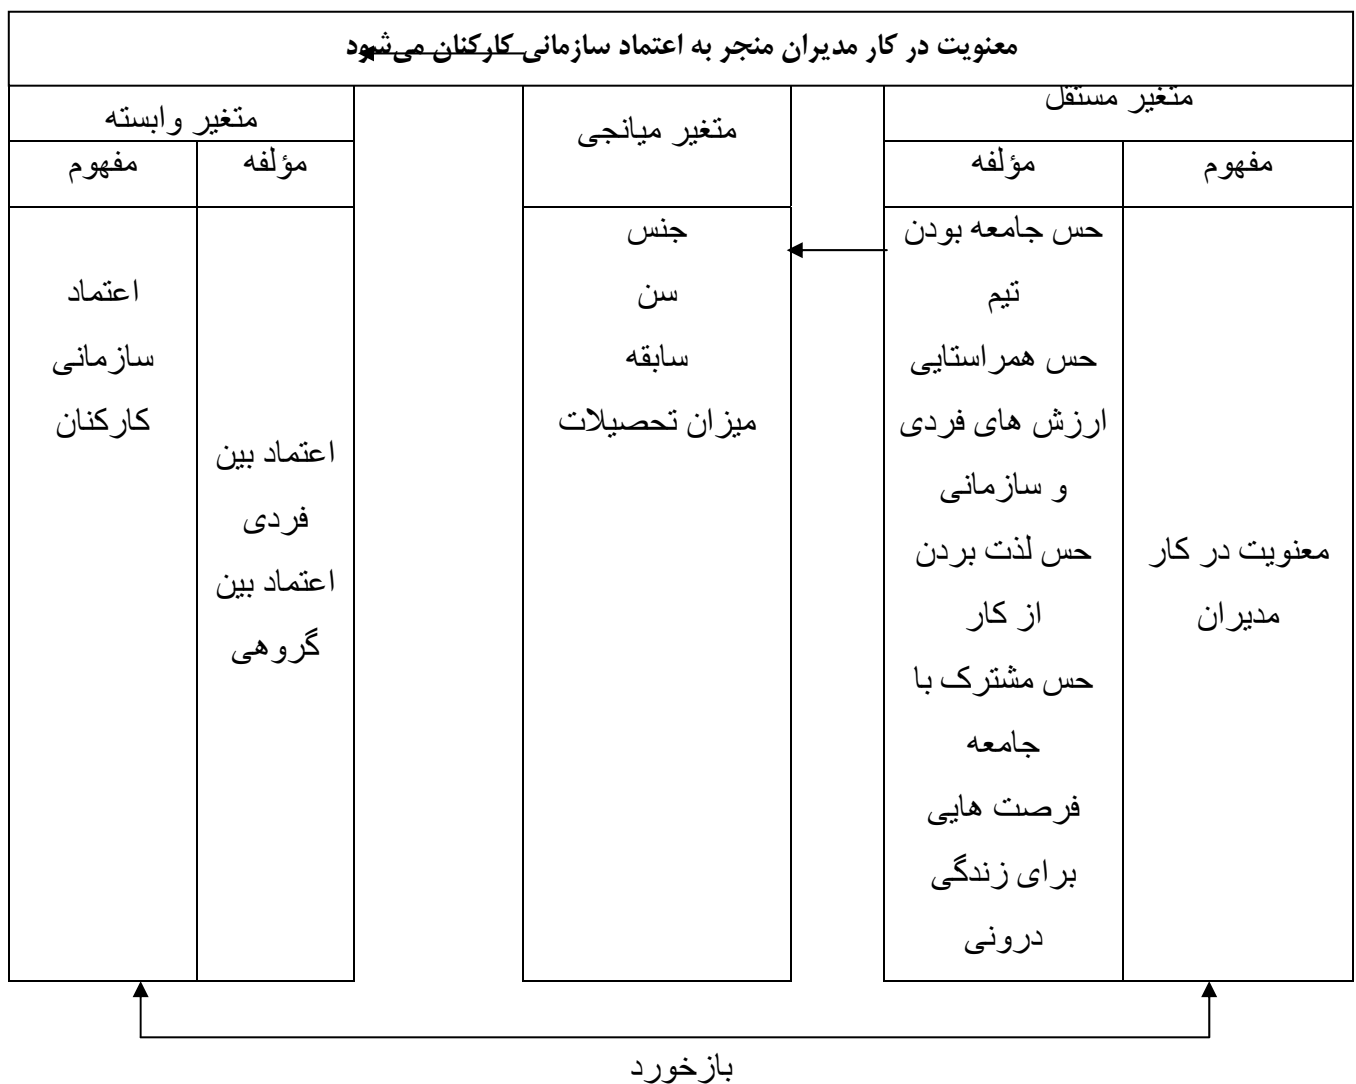 معنویت در کار مدیران منجر به اعتماد سازمانی کارکنان می‌شود
متغیر مستقل
مفهوم
مؤلفه
معنویت در کار
مدیران
حس جامعه بودن
تیم
حس همراستایی
ارزش های فردی
و سازمانی
حس لذت بردن
از کار
حس مشترک با
جامعه
فرصت هایی
برای زندگی
درونی
متغیر میانجی
جنس
سن
سابقه
میزان تحصیلات
متغیر وابسته
مؤلفه
مفهوم
اعتماد بین
فردی
اعتماد بین
گروهی
اعتماد
سازمانی
کارکنان
بازخورد